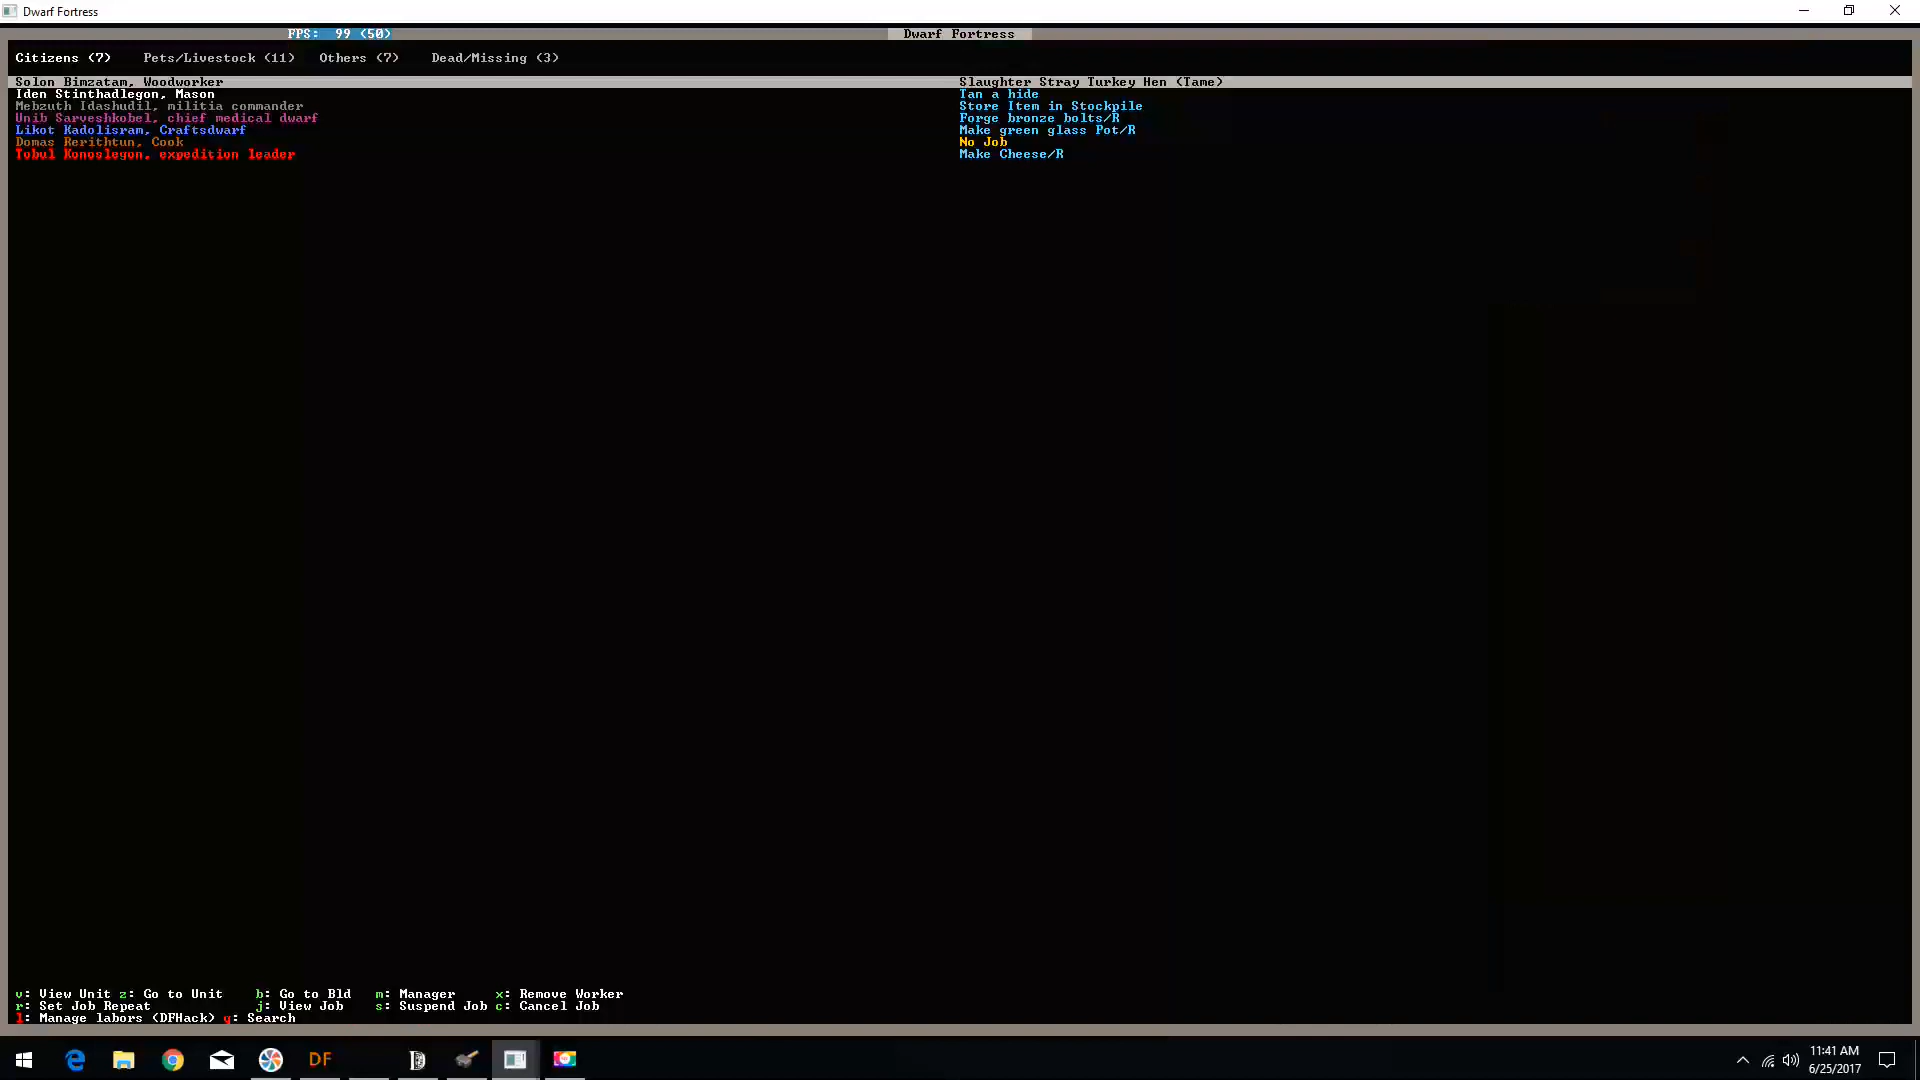 Dwarf Fortress
FPS: 99 (50) Dwarf Fortress
Citizens (7) Pets/Livestock (11) Others (7) Dead/Missing (3)
Solon Bimzatam, Woodworker Slaughter Stray Turkey Hen (Tame)
Iden Stinthadlegon, Mason Tan a hide
Mebzuth Idashudil, militia commander Store Item in Stockpile
Unib Sarveshkobel, chief medical dwarf Forge bronze bolts/R
Likot Kadolisram, Craftsdwarf Make green glass Pot/R
Domas Rerithtun, Cook No Job
Tobul Konoslegon, expedition leader Make Cheese/R
v: View Unit z: Go to Unit b: Go to Bld m: Manager x: Remove Worker
r: Set Job Repeat j: View Job s: Suspend Job c: Cancel Job
l: Manage labors (DFHack) q: Search
DF
11:41 AM
6/25/2017